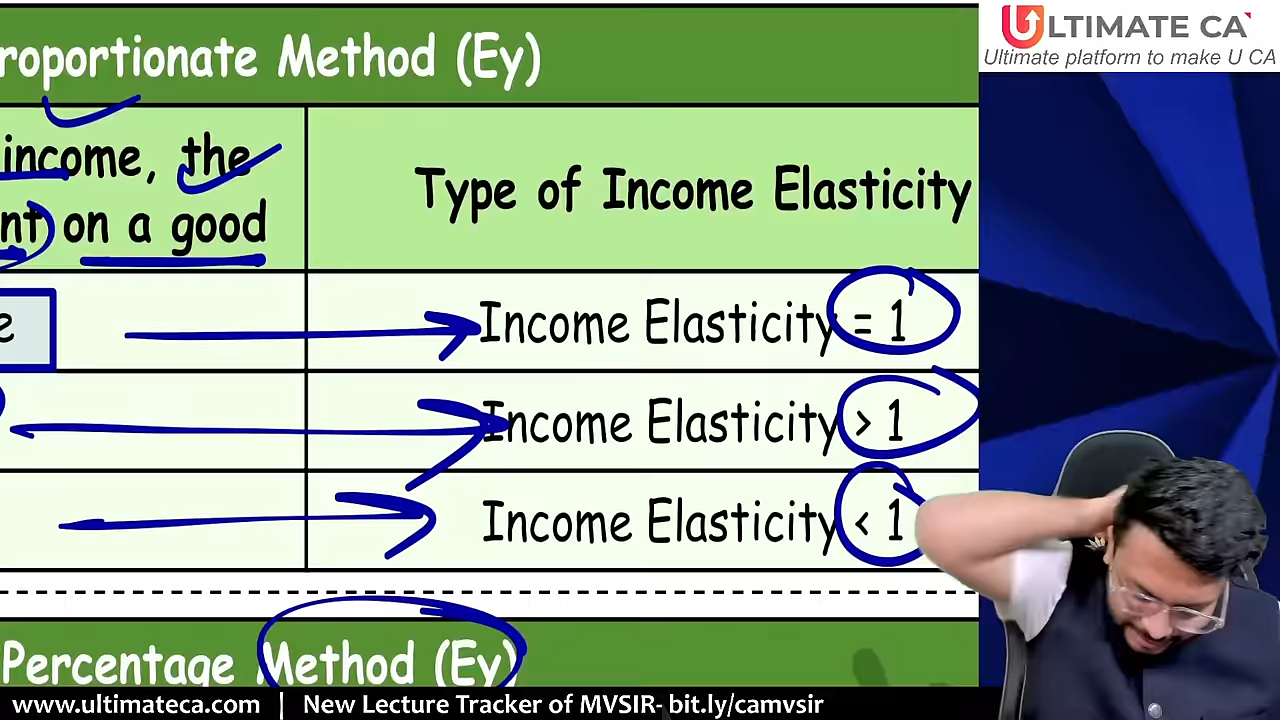 roportionate Method (Ey)
ULTIMATE CA
Ultimate platform to make U CA
income, the
nt on a good
Type of Income Elasticity
e
Income Elasticity = 1
Income Elasticity > 1
Income Elasticity < 1
Percentage Method (Ey)
www.ultimateca.com | New Lecture Tracker of MVSIR- bit.ly/camvsir